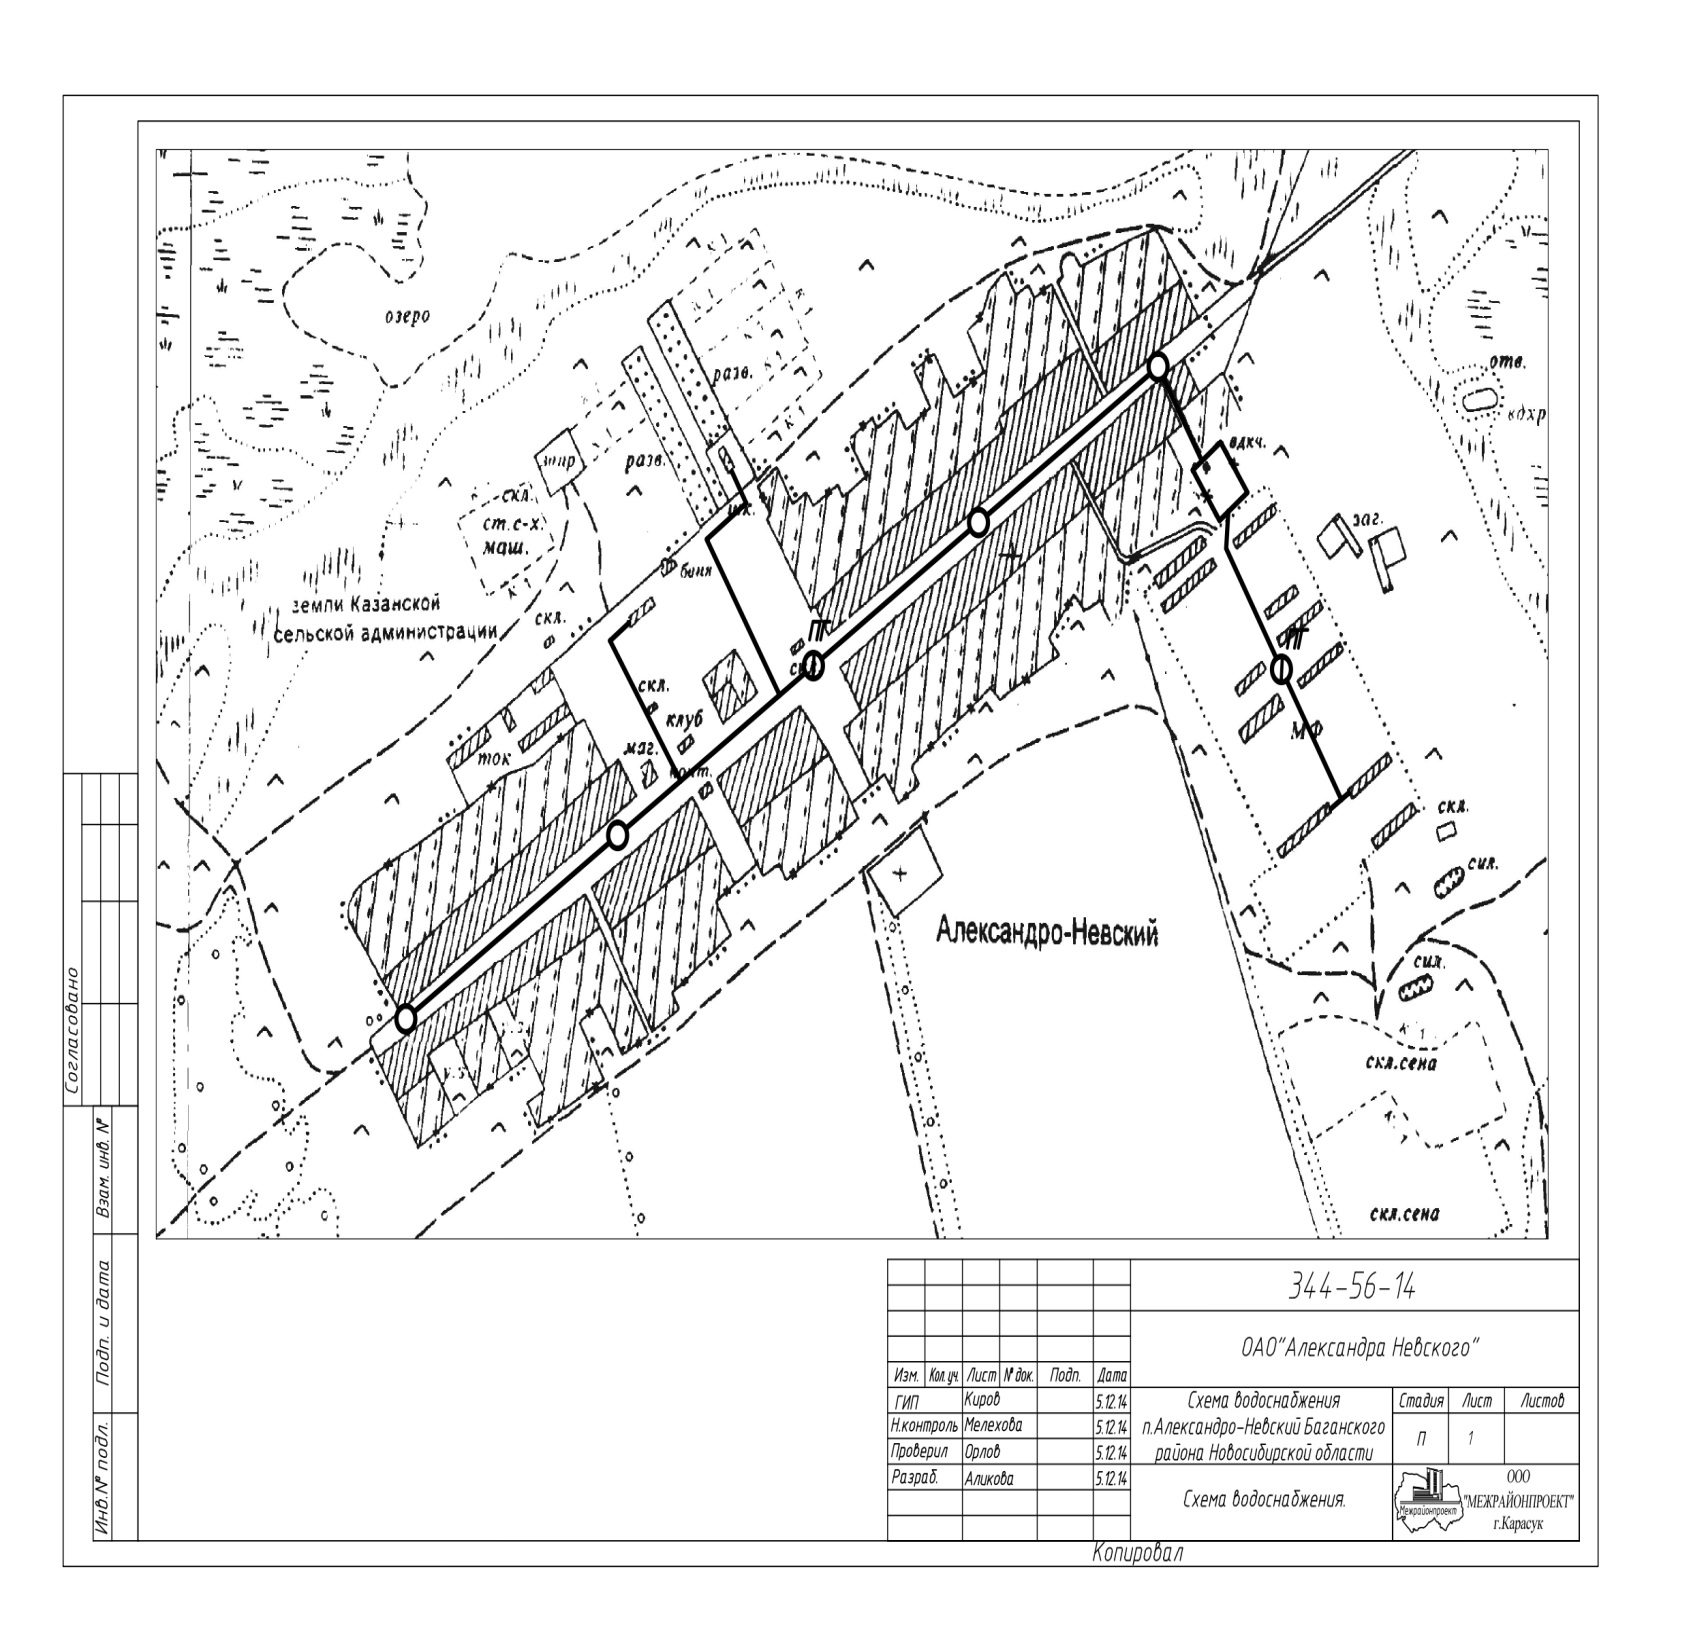 озеро
разв.
отв.
вдхр
вдкч.
разв.
скл.
ст.с-х.
маш.
шк.
заг.
баня
земли Казанской
сельской администрации
скл.
ПГ
ПГ
скл.
клуб
маг.
МФ
ток
скл.
сил.
Александро-Невский
сил.
скл.сена
скл.сена
Согласовано
Взам. инв. №
Подп. и дата
Инв.№ подл.
344-56-14
ОАО"Александра Невского"
Изм. Кол. уч. Лист № док. Подп. Дата
ГИП Киров 5.12.14
Н.контроль Мелехова 5.12.14
Проверил Орлов 5.12.14
Разраб. Аликова 5.12.14
Схема водоснабжения
п.Александро-Невский Баганского
района Новосибирской области
Стадия Лист Листов
П 1
Схема водоснабжения.
Межрайонпроект
ООО
"МЕЖРАЙОНПРОЕКТ"
г.Карасук
Копировал